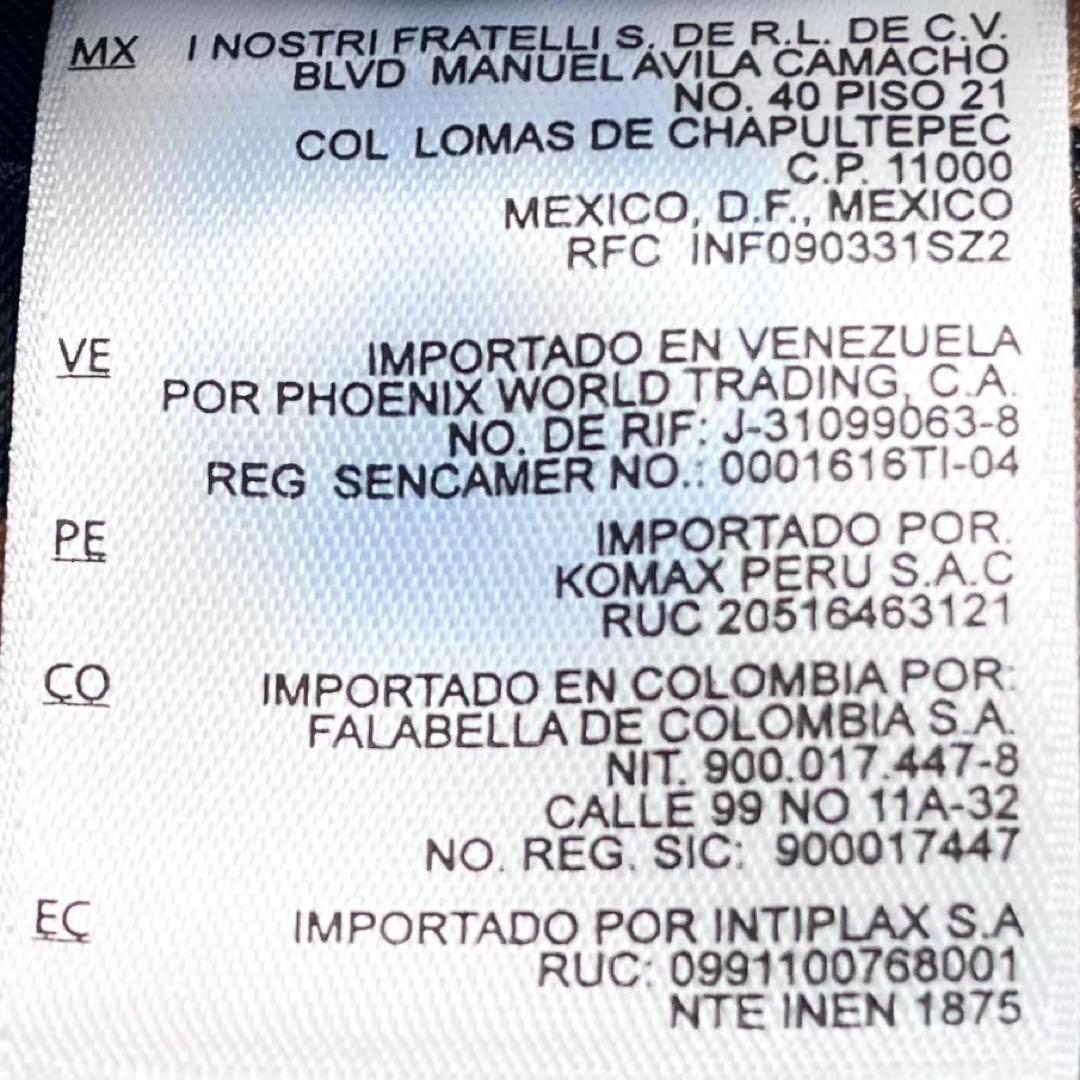 MX I NOSTRI FRATELLI S. DE R.L. DE C.V.
BLVD MANUEL AVILA CAMACHO
NO. 40 PISO 21
COL LOMAS DE CHAPULTEPEC
C.P. 11000
MEXICO, D.F., MEXICO
RFC INF090331SZ2
VE IMPORTADO EN VENEZUELA
POR PHOENIX WORLD TRADING, C.A.
NO. DE RIF: J-31099063-8
REG SENCAMER NO.: 0001616TI-04
PE IMPORTADO POR.
KOMAX PERU S.A.C
RUC 20516463121
CO IMPORTADO EN COLOMBIA POR:
FALABELLA DE COLOMBIA S.A.
NIT. 900.017.447-8
CALLE 99 NO 11A-32
NO. REG. SIC: 900017447
EC IMPORTADO POR INTIPLAX S.A
RUC: 0991100768001
NTE INEN 1875